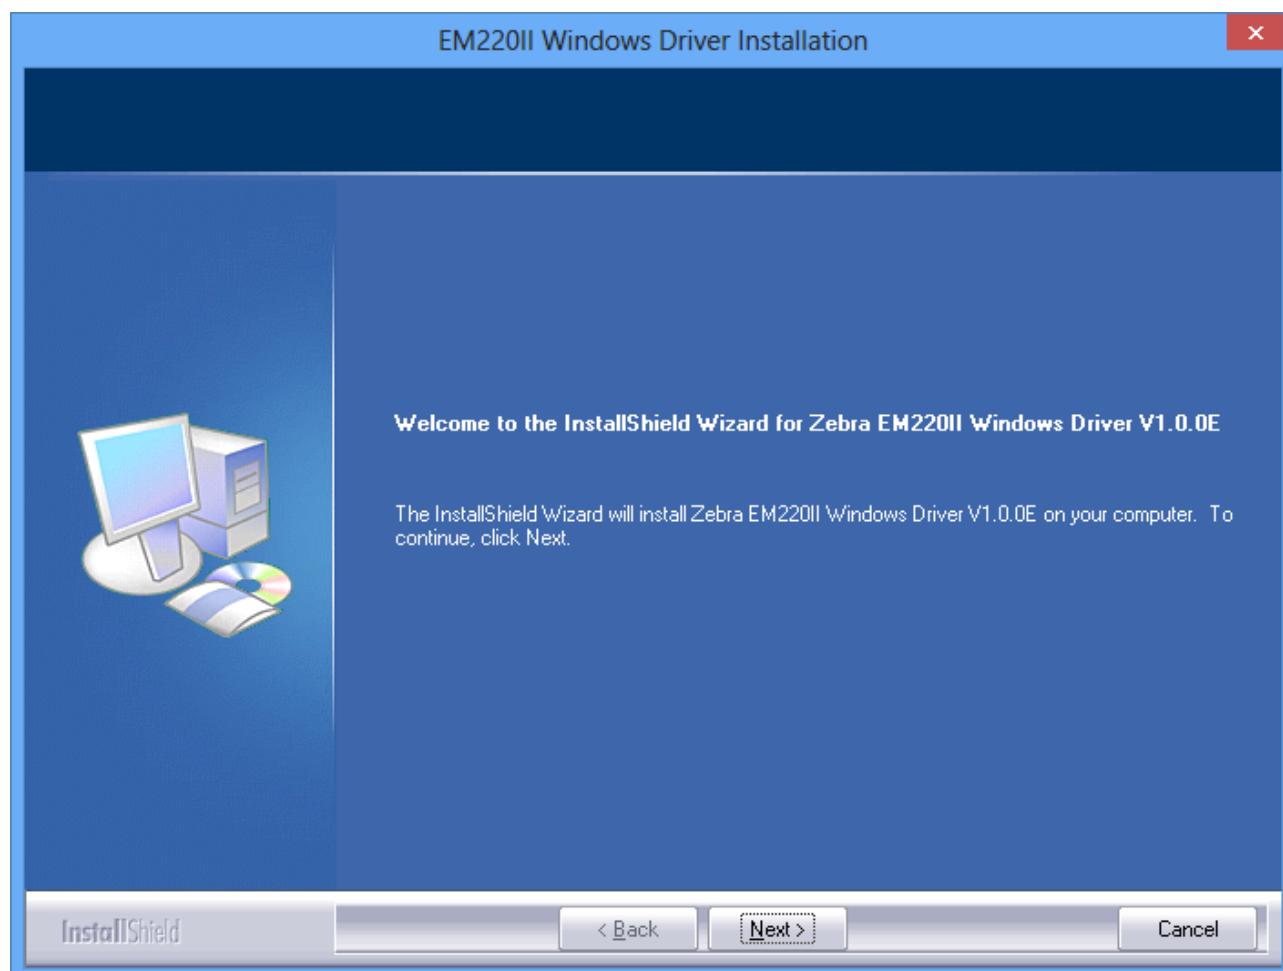 EM220II Windows Driver Installation
Welcome to the InstallShield Wizard for Zebra EM220II Windows Driver V1.0.0E
The InstallShield Wizard will install Zebra EM220II Windows Driver V1.0.0E on your computer. To
continue, click Next.
InstallShield
< Back
Next >
Cancel